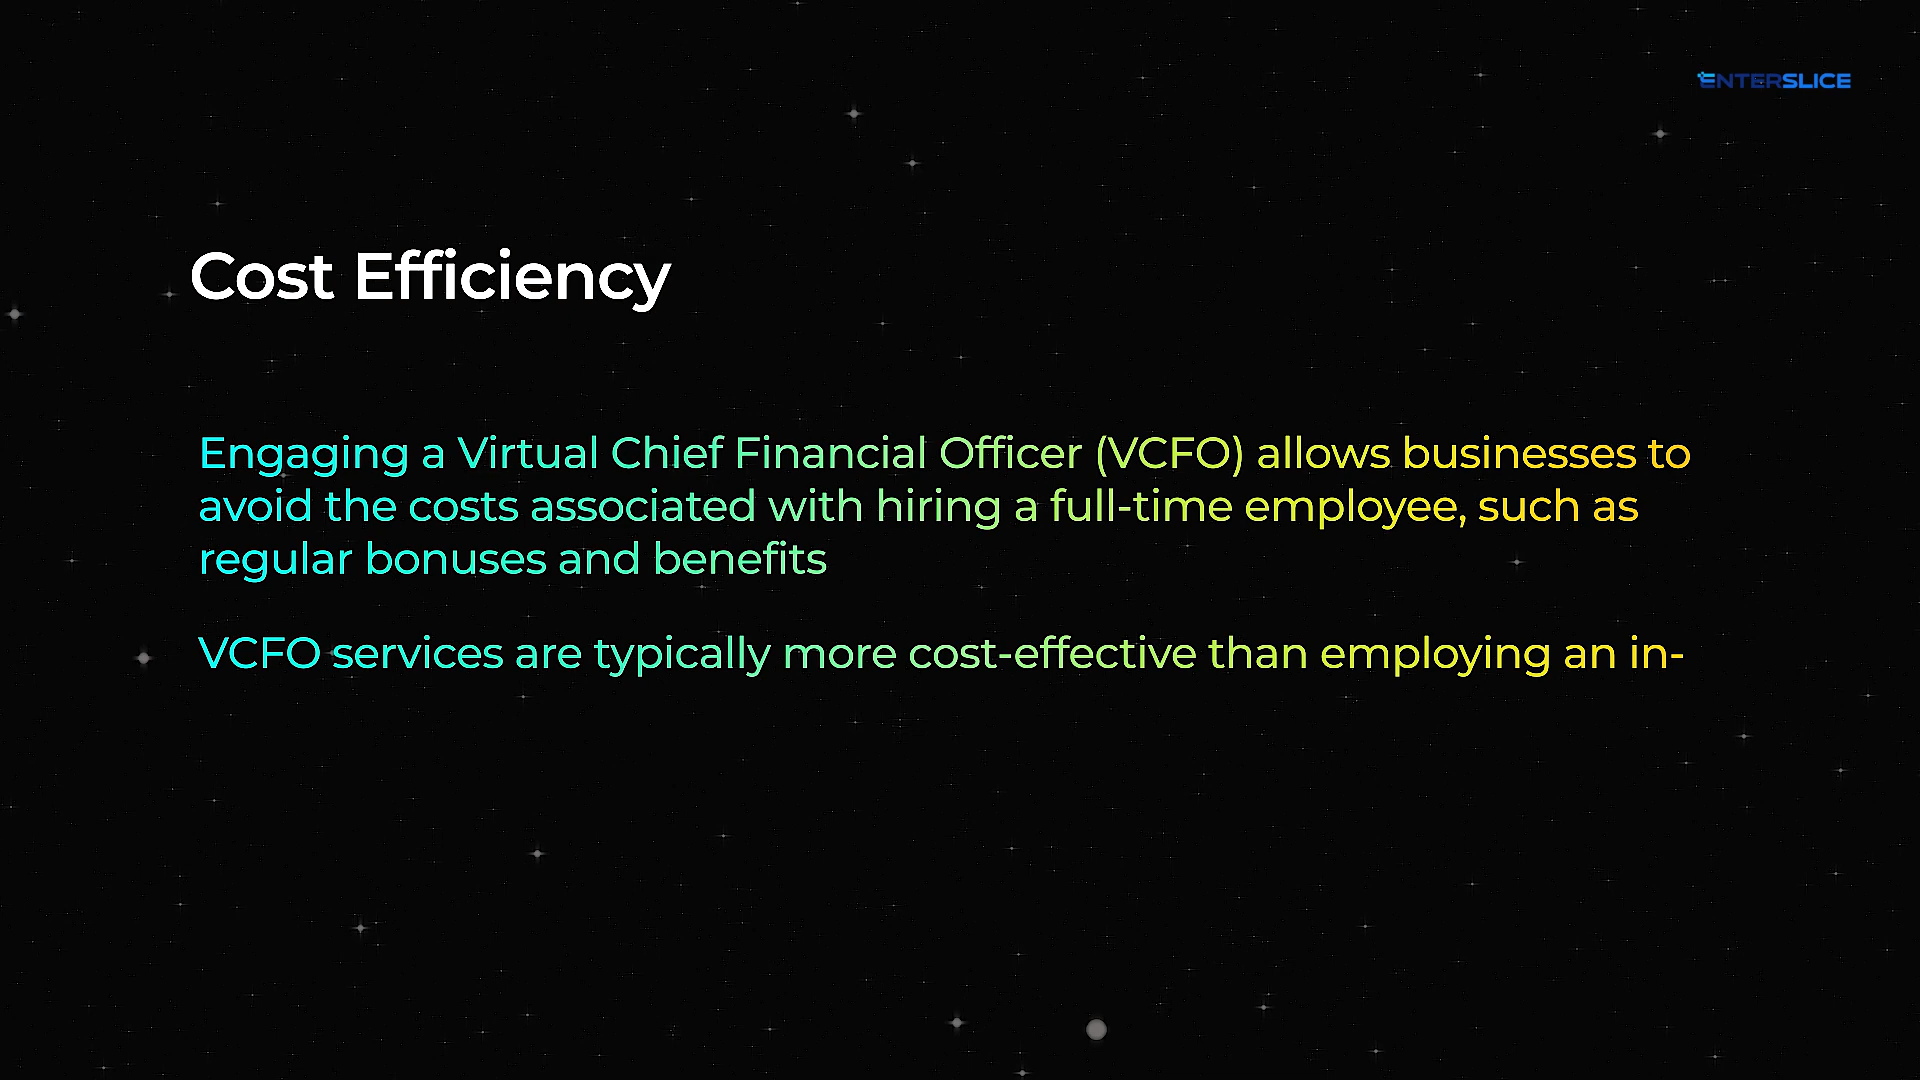 ENTERSLICE
Cost Efficiency
Engaging a Virtual Chief Financial Officer (VCFO) allows businesses to
avoid the costs associated with hiring a full-time employee, such as
regular bonuses and benefits
VCFO services are typically more cost-effective than employing an in-